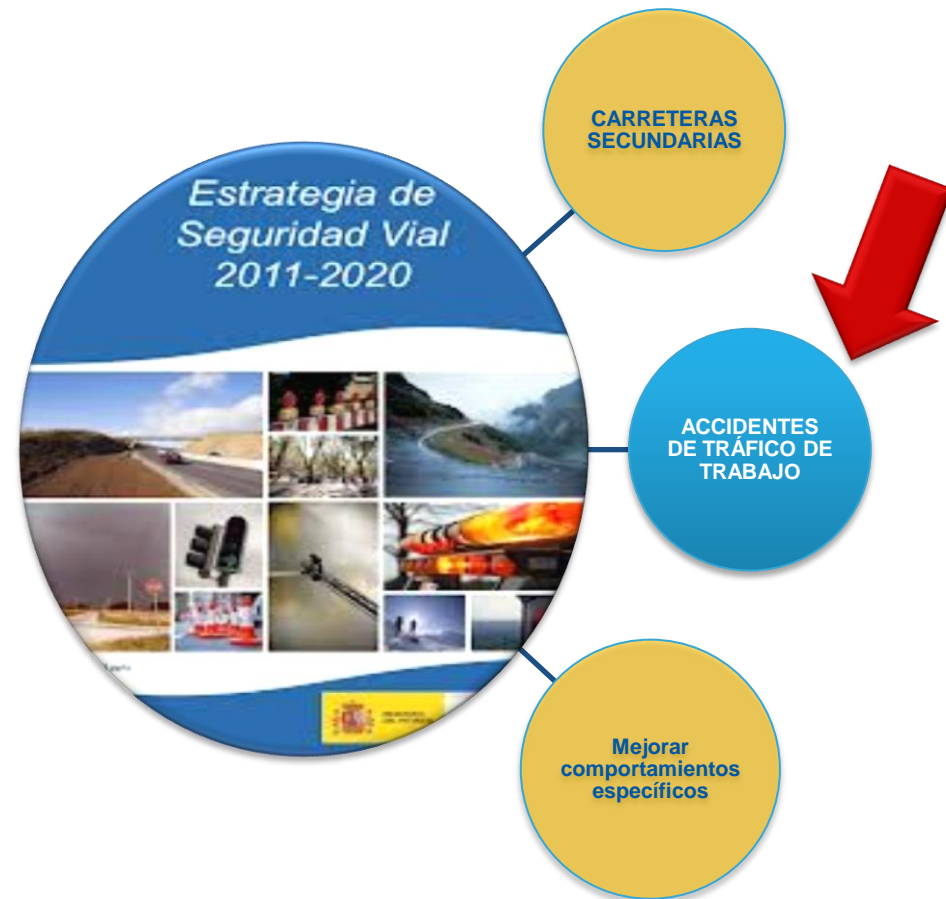 Estrategia de
Seguridad Vial
2011-2020
CARRETERAS
SECUNDARIAS
ACCIDENTES
DE TRÁFICO DE
TRABAJO
Mejorar
comportamientos
específicos